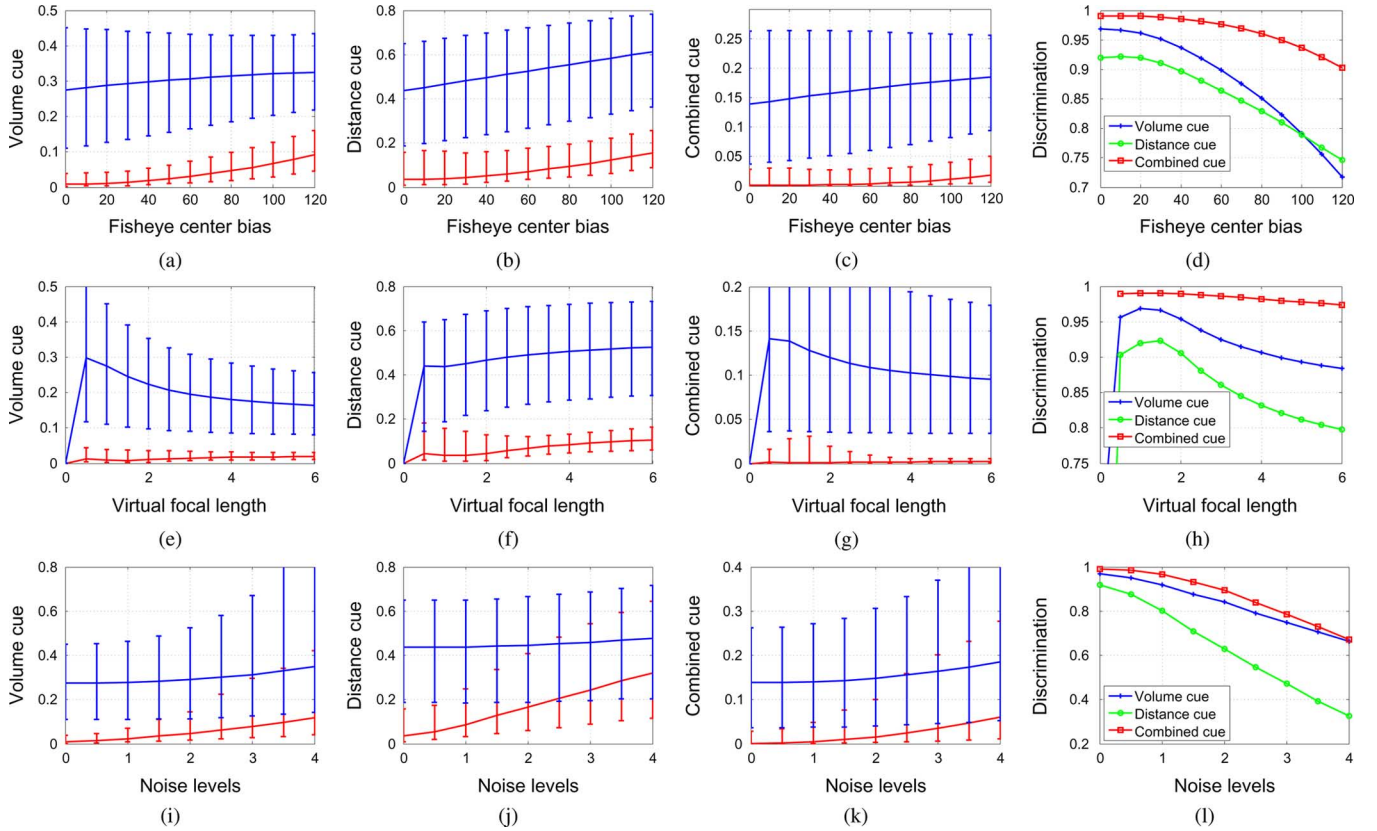 0.5
0.4
0.3
0.2
0.1
0
Volume cue
0 20 40 60 80 100 120
Fisheye center bias
(a)
0.8
0.6
0.4
0.2
0
Distance cue
0 20 40 60 80 100 120
Fisheye center bias
(b)
0.25
0.2
0.15
0.1
0.05
0
Combined cue
0 20 40 60 80 100 120
Fisheye center bias
(c)
1
0.95
0.9
0.85
0.8
0.75
0.7
Discrimination
Volume cue
Distance cue
Combined cue
0 20 40 60 80 100 120
Fisheye center bias
(d)
0.5
0.4
0.3
0.2
0.1
0
Volume cue
0 2 4 6
Virtual focal length
(e)
0.8
0.6
0.4
0.2
0
Distance cue
0 1 2 3 4 5 6
Virtual focal length
(f)
0.2
0.15
0.1
0.05
0
Combined cue
0 2 4 6
Virtual focal length
(g)
1
0.95
0.9
0.85
0.8
0.75
Discrimination
Volume cue
Distance cue
Combined cue
0 1 2 3 4 5 6
Virtual focal length
(h)
0.8
0.6
0.4
0.2
0
Volume cue
0 1 2 3 4
Noise levels
(i)
0.8
0.6
0.4
0.2
0
Distance cue
0 1 2 3 4
Noise levels
(j)
0.4
0.3
0.2
0.1
0
Combined cue
0 1 2 3 4
Noise levels
(k)
1
0.8
0.6
0.4
0.2
Discrimination
Volume cue
Distance cue
Combined cue
0 1 2 3 4
Noise levels
(l)